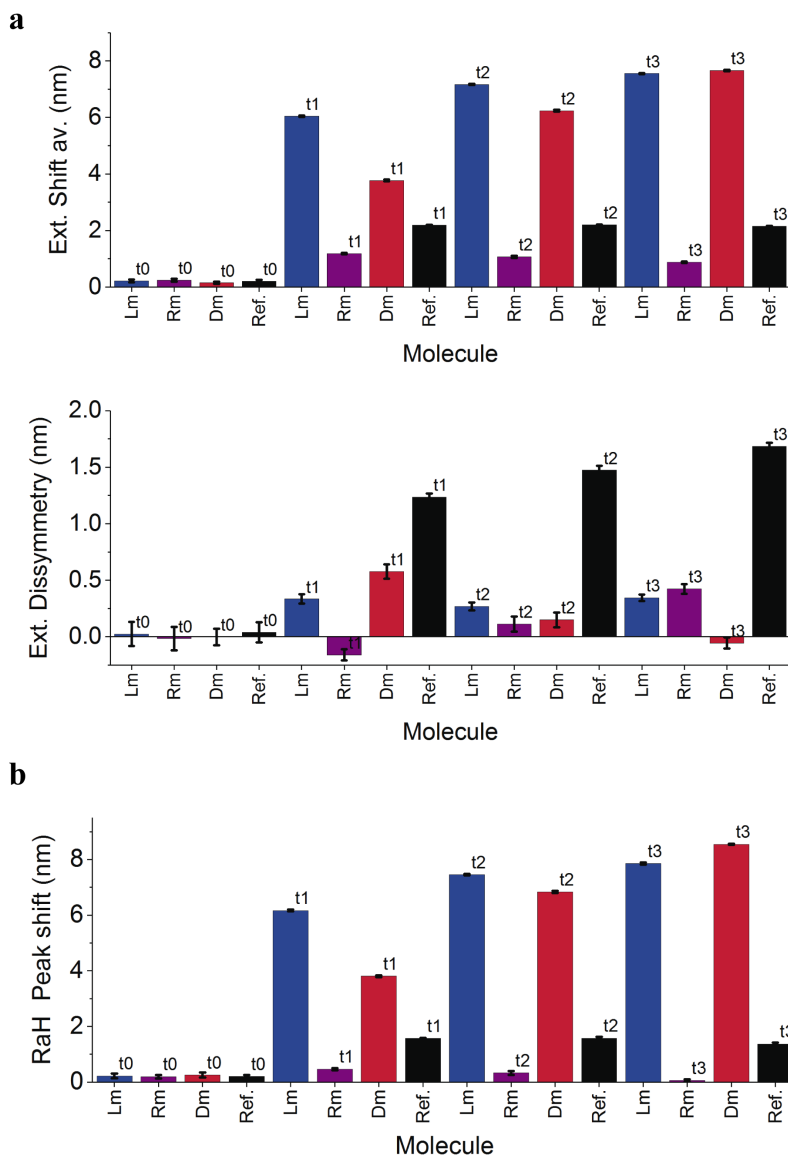 a
Ext. Shift av. (nm)
8
6
4
2
0
t0 t0 t0 t0 t1 t1 t1 t1 t2 t2 t2 t2 t3 t3 t3 t3
Lm Rm Dm Ref. Lm Rm Dm Ref. Lm Rm Dm Ref. Lm Rm Dm Ref.
Molecule
Ext. Dissymmetry (nm)
2.0
1.5
1.0
0.5
0.0
t0 t0 t0 t0 t1 t1 t1 t1 t2 t2 t2 t2 t3 t3 t3 t3
Lm Rm Dm Ref. Lm Rm Dm Ref. Lm Rm Dm Ref. Lm Rm Dm Ref.
Molecule
b
RaH Peak shift (nm)
8
6
4
2
0
t0 t0 t0 t0 t1 t1 t1 t1 t2 t2 t2 t2 t3 t3 t3 t3
Lm Rm Dm Ref. Lm Rm Dm Ref. Lm Rm Dm Ref. Lm Rm Dm Ref.
Molecule